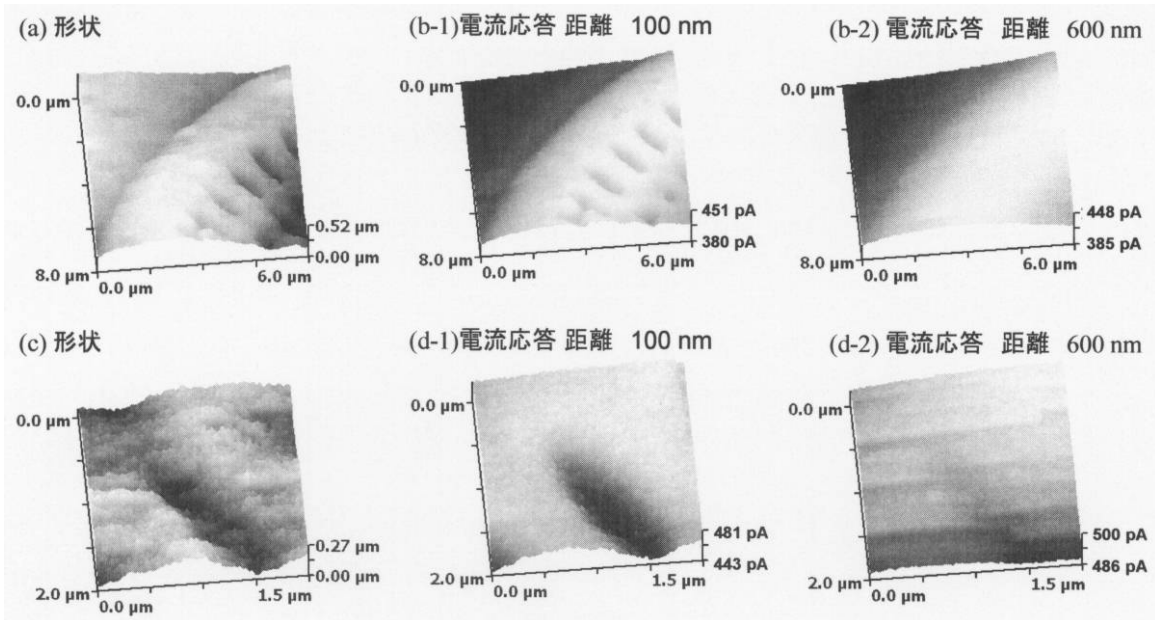 (a) 形状
0.0 μm
0.52 μm
0.00 μm
8.0 μm
0.0 μm
6.0 μm
(b-1)電流応答 距離 100 nm
0.0 μm
451 pA
380 pA
8.0 μm
0.0 μm
6.0 μm
(b-2) 電流応答 距離 600 nm
0.0 μm
448 pA
385 pA
8.0 μm
0.0 μm
6.0 μm
(c) 形状
0.0 μm
0.27 μm
0.00 μm
2.0 μm
0.0 μm
1.5 μm
(d-1)電流応答 距離 100 nm
0.0 μm
481 pA
443 pA
2.0 μm
0.0 μm
1.5 μm
(d-2) 電流応答 距離 600 nm
0.0 μm
500 pA
486 pA
2.0 μm
0.0 μm
1.5 μm